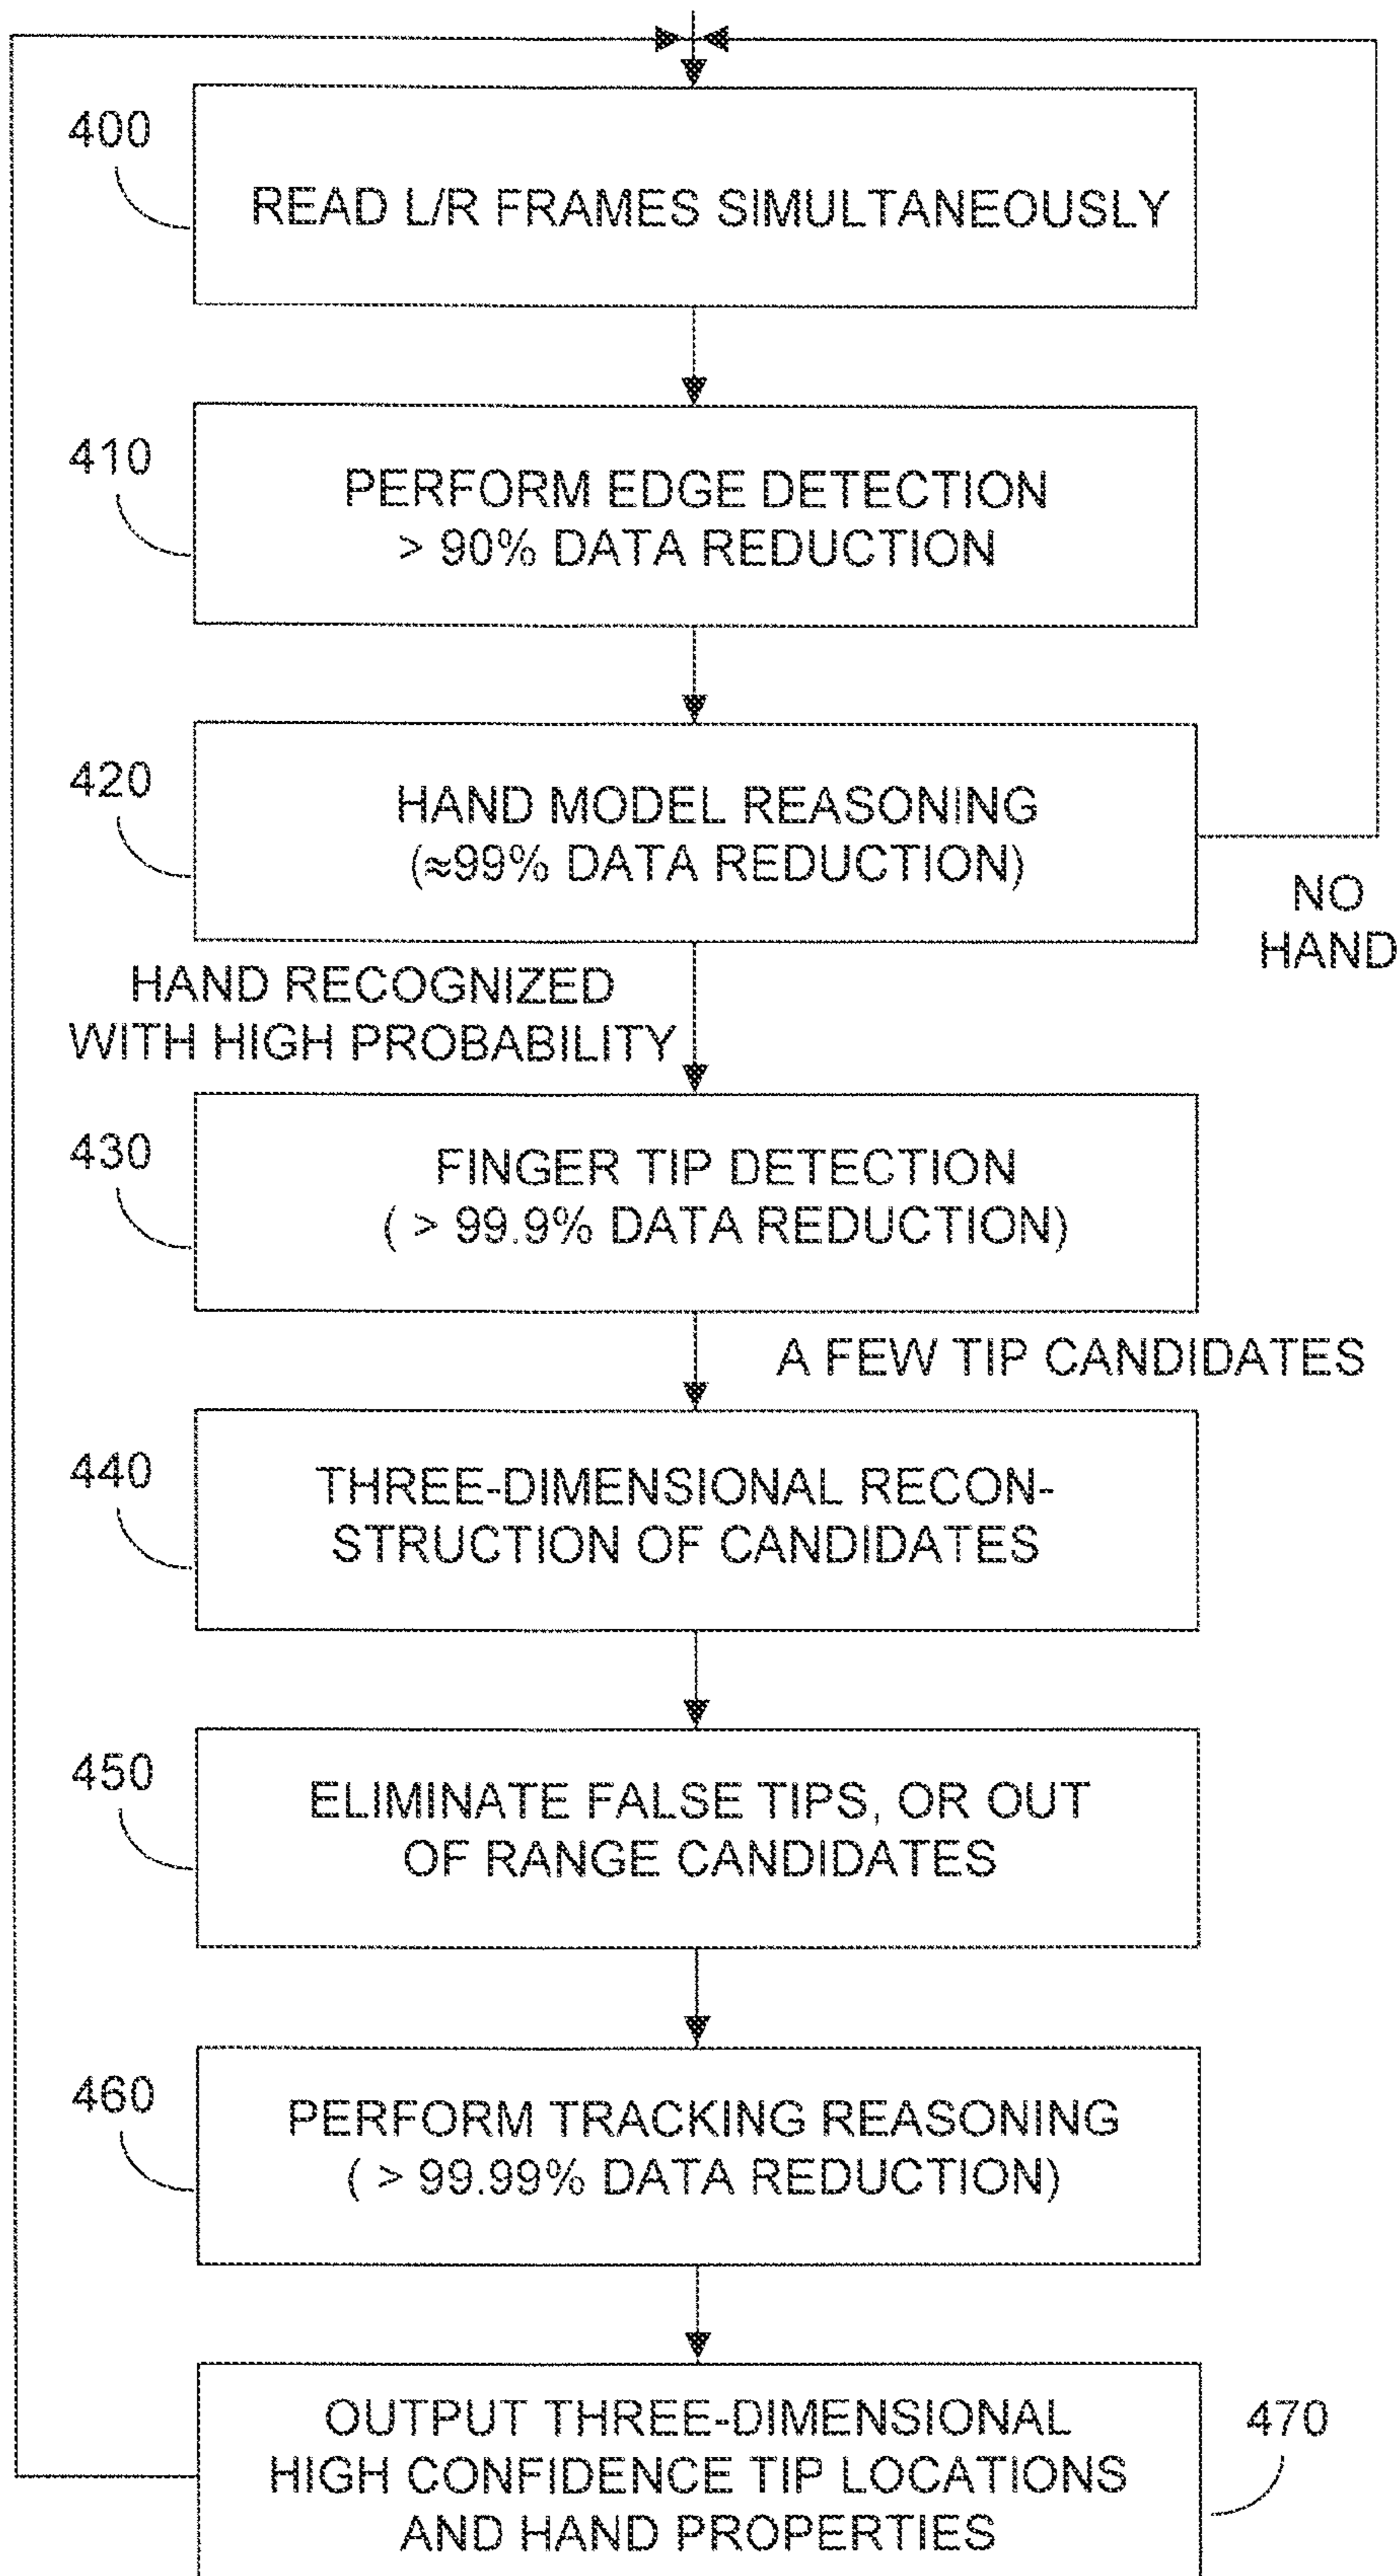 400
READ L/R FRAMES SIMULTANEOUSLY
410
PERFORM EDGE DETECTION
> 90% DATA REDUCTION
420
HAND MODEL REASONING
(≈99% DATA REDUCTION)
NO
HAND
HAND RECOGNIZED
WITH HIGH PROBABILITY
430
FINGER TIP DETECTION
( > 99.9% DATA REDUCTION)
A FEW TIP CANDIDATES
440
THREE-DIMENSIONAL RECON-
STRUCTION OF CANDIDATES
450
ELIMINATE FALSE TIPS, OR OUT
OF RANGE CANDIDATES
460
PERFORM TRACKING REASONING
( > 99.99% DATA REDUCTION)
470
OUTPUT THREE-DIMENSIONAL
HIGH CONFIDENCE TIP LOCATIONS
AND HAND PROPERTIES